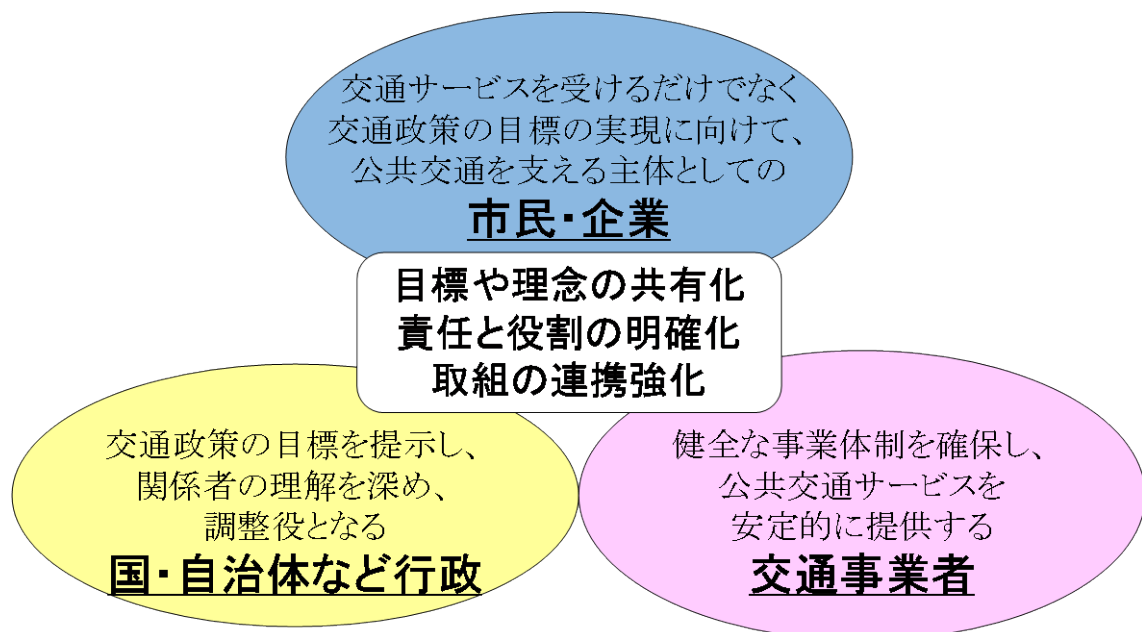 交通サービスを受けるだけでなく
交通政策の目標の実現に向けて、
公共交通を支える主体としての
市民・企業
目標や理念の共有化
責任と役割の明確化
取組の連携強化
交通政策の目標を提示し、
関係者の理解を深め、
調整役となる
国・自治体など行政
健全な事業体制を確保し、
公共交通サービスを
安定的に提供する
交通事業者